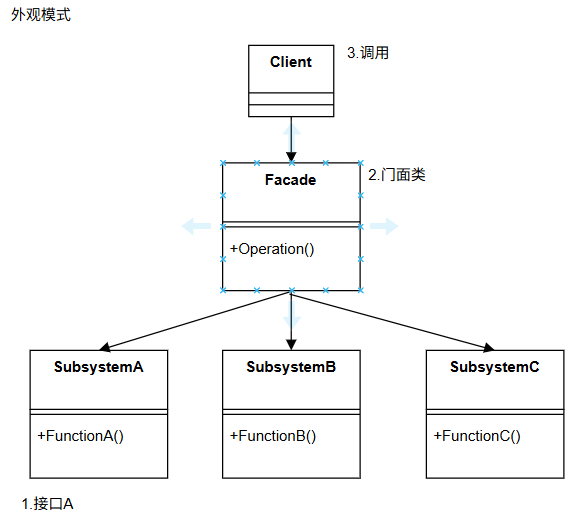 外观模式
Client
3.调用
Facade
2.门面类
+Operation()
SubsystemA
SubsystemB
SubsystemC
+FunctionA()
+FunctionB()
+FunctionC()
1.接口A